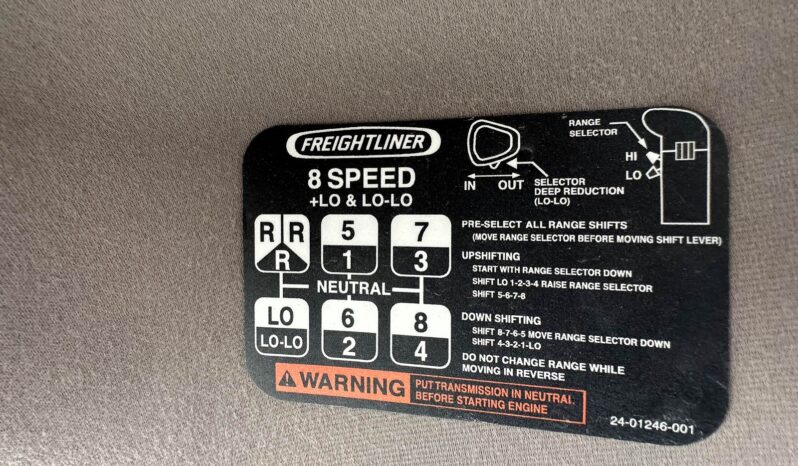 FREIGHTLINER
8 SPEED
+LO & LO-LO
R R
R
5
1
7
3
NEUTRAL
LO
LO-LO
6
2
8
4
RANGE
SELECTOR
HI
LO
IN OUT
SELECTOR
DEEP REDUCTION
(LO-LO)
PRE-SELECT ALL RANGE SHIFTS
(MOVE RANGE SELECTOR BEFORE MOVING SHIFT LEVER)
UPSHIFTING
START WITH RANGE SELECTOR DOWN
SHIFT LO 1-2-3-4 RAISE RANGE SELECTOR
SHIFT 5-6-7-8
DOWN SHIFTING
SHIFT 8-7-6-5 MOVE RANGE SELECTOR DOWN
SHIFT 4-3-2-1-LO
DO NOT CHANGE RANGE WHILE
MOVING IN REVERSE
WARNING
PUT TRANSMISSION IN NEUTRAL
BEFORE STARTING ENGINE
24-01246-001